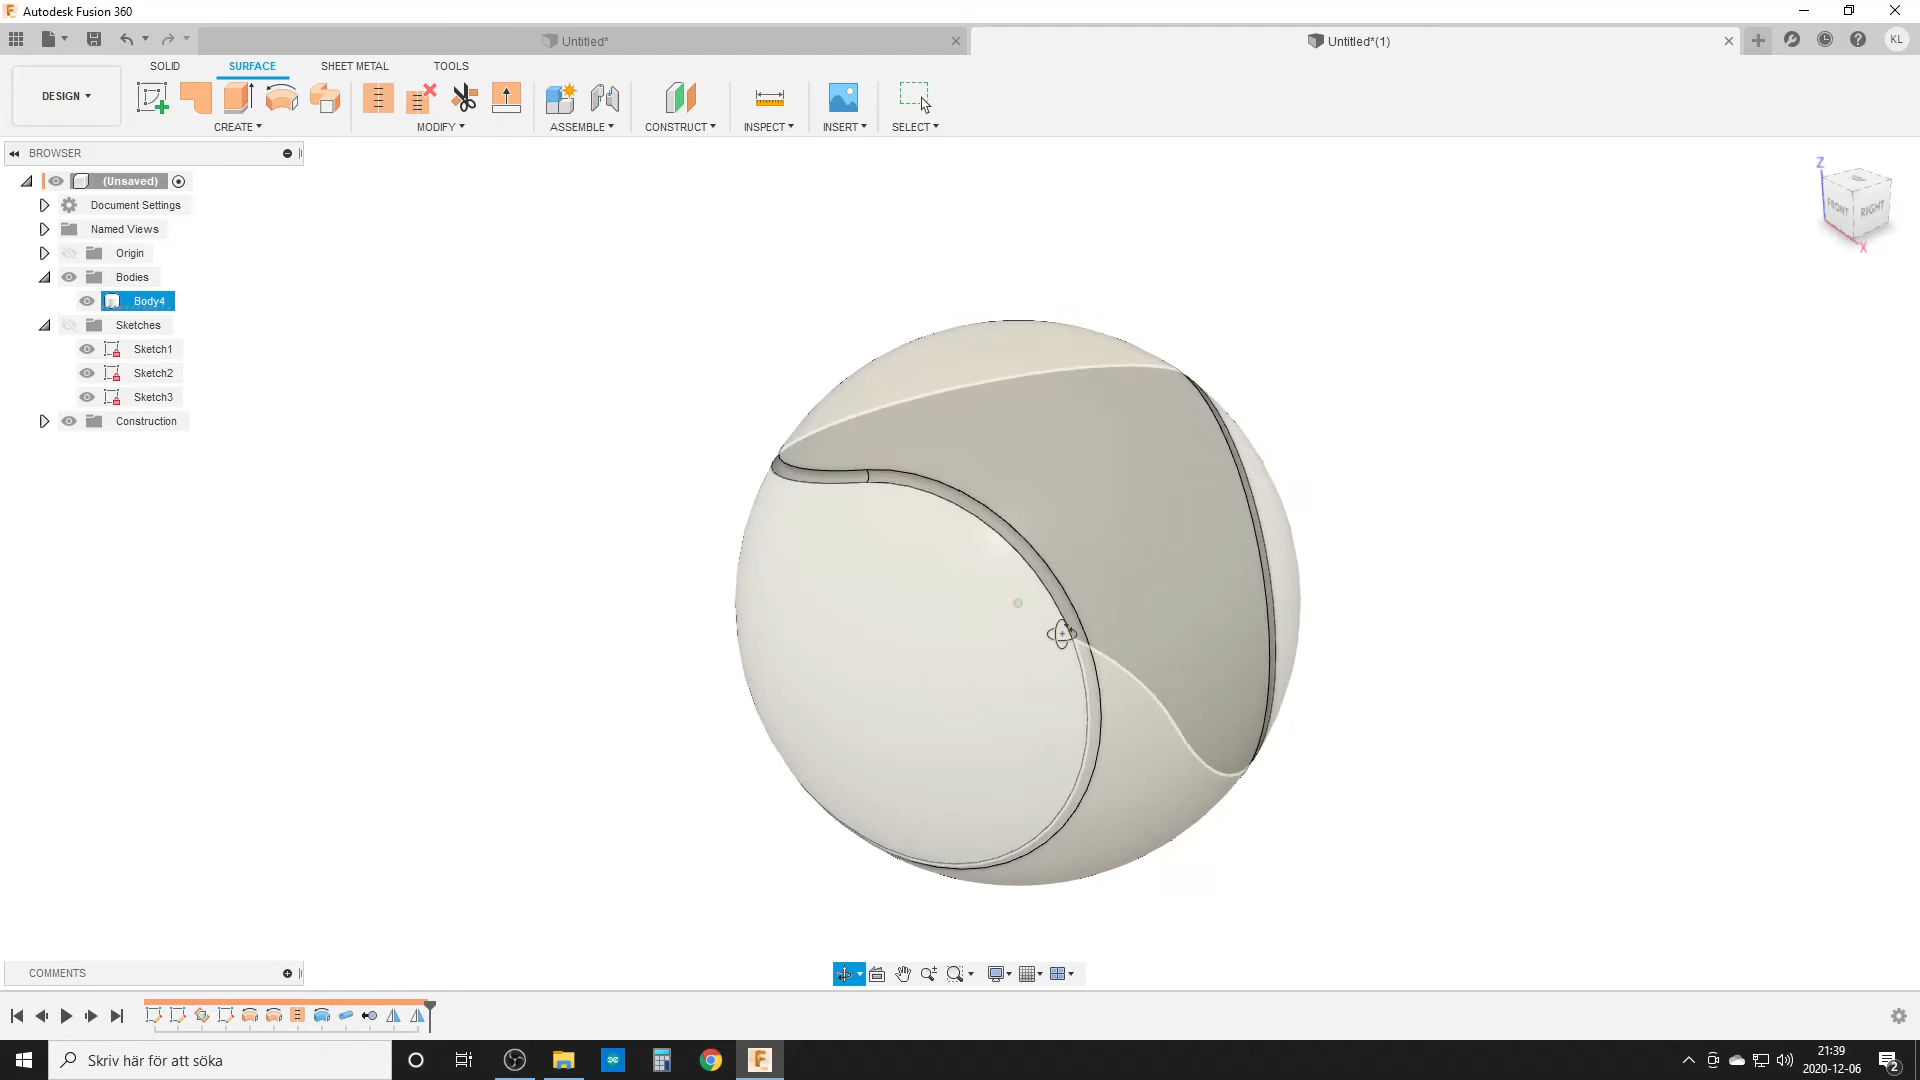 Autodesk Fusion 360
Untitled*
Untitled*(1)
KL
SOLID
SURFACE
SHEET METAL
TOOLS
DESIGN
CREATE
MODIFY
ASSEMBLE
CONSTRUCT
INSPECT
INSERT
SELECT
BROWSER
(Unsaved)
Document Settings
Named Views
Origin
Bodies
Body4
Sketches
Sketch1
Sketch2
Sketch3
Construction
Z
FRONT
RIGHT
X
COMMENTS
Skriv här för att söka
21:39
2020-12-06
2